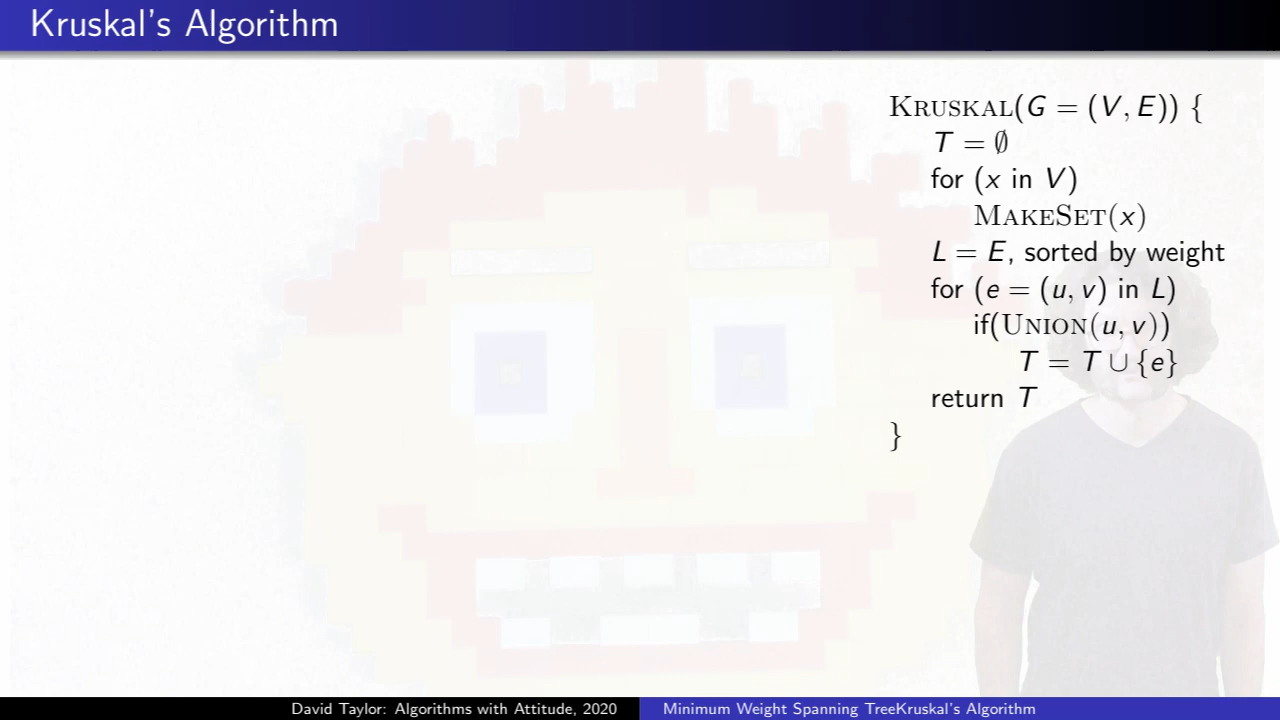 Kruskal's Algorithm
KRUSKAL(G = (V, E)) {
T = ∅
for (x in V)
MAKESET(x)
L = E, sorted by weight
for (e = (u, v) in L)
if(UNION(u, v))
T = T ∪ {e}
return T
}
David Taylor: Algorithms with Attitude, 2020
Minimum Weight Spanning TreeKruskal's Algorithm